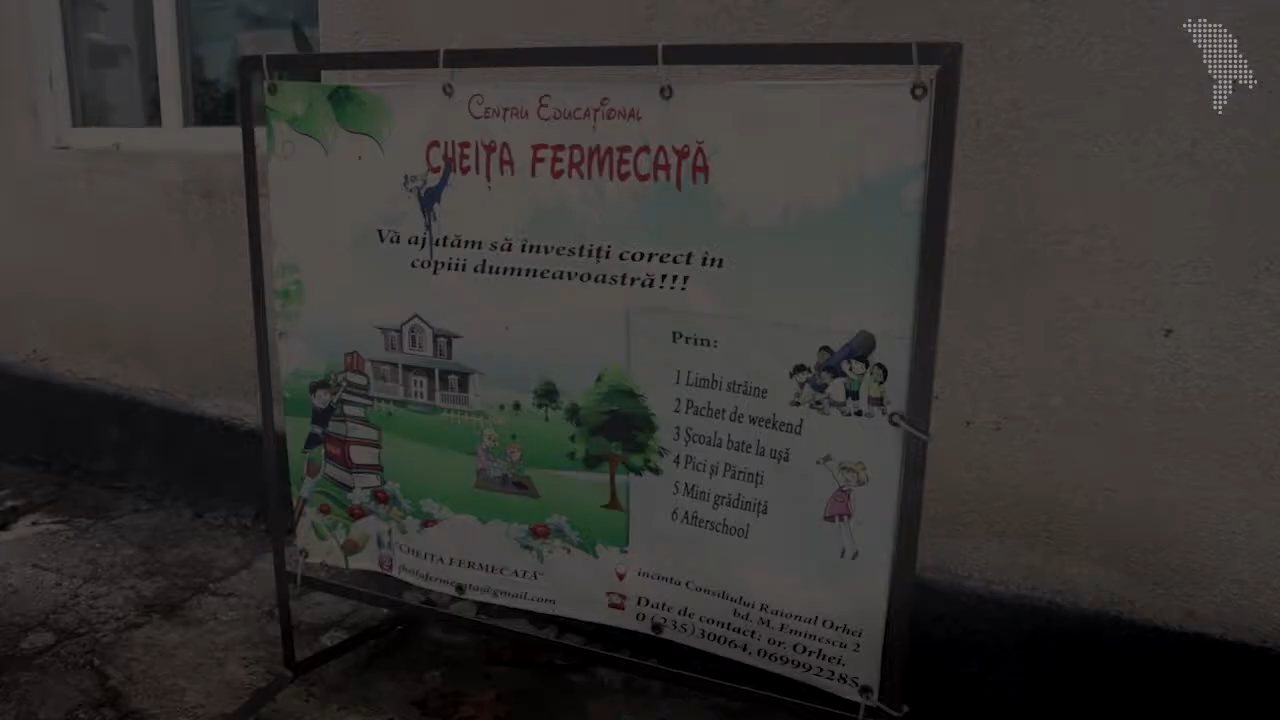 CENTRU EDUCAȚIONAL
CHEIȚA FERMECATĂ
Vă ajutăm să învestiți corect în
copiii dumneavoastră!!!
Prin:
1 Limbi străine
2 Pachet de weekend
3 Școala bate la ușă
4 Pici și Părinți
5 Mini grădiniță
6 Afterschool
"CHEIȚA FERMECATĂ"
incinta Consiliului Raional Orhei
bd. M. Eminescu 2
Date de contact: or. Orhei,
0 (235)30064, 069992285